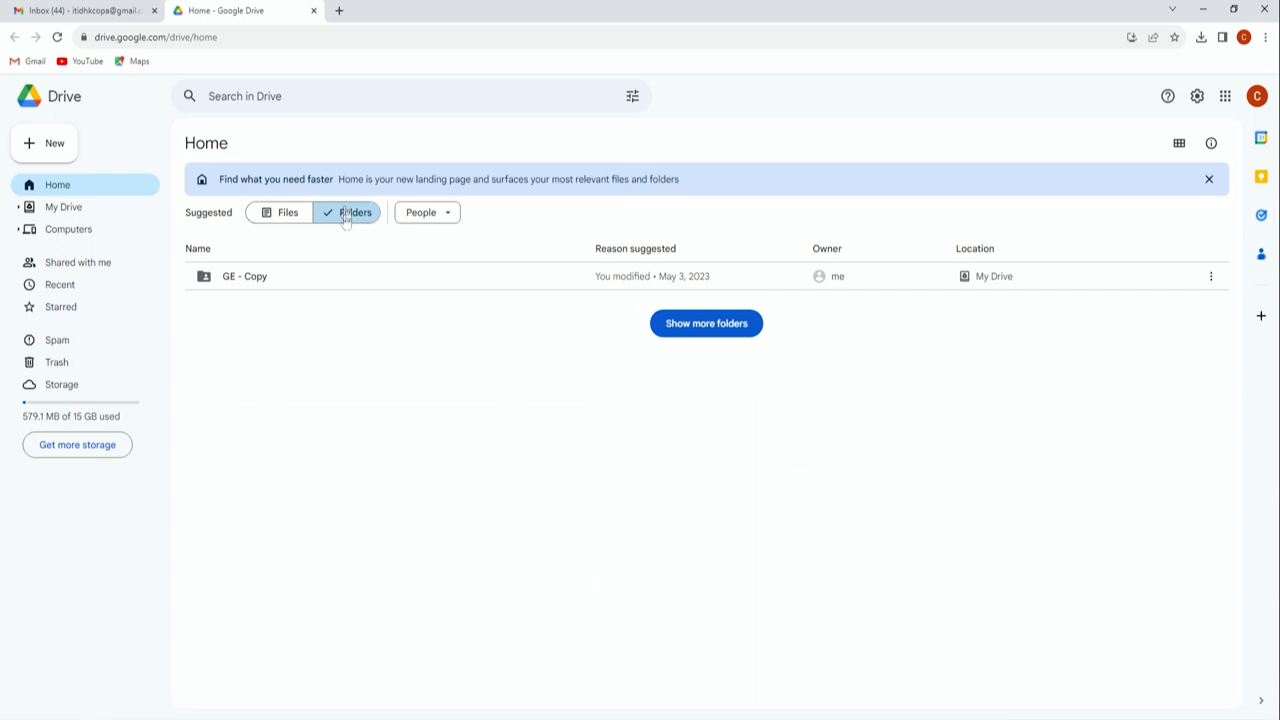 Inbox (44) - itidhkcopa@gmail.c
Home - Google Drive
drive.google.com/drive/home
C
Gmail
YouTube
Maps
Drive
Search in Drive
C
New
Home
Home
Find what you need faster Home is your new landing page and surfaces your most relevant files and folders
My Drive
Suggested
Files
Folders
People
Computers
Name
Reason suggested
Owner
Location
Shared with me
GE - Copy
You modified • May 3, 2023
me
My Drive
Recent
Starred
Show more folders
Spam
Trash
Storage
579.1 MB of 15 GB used
Get more storage